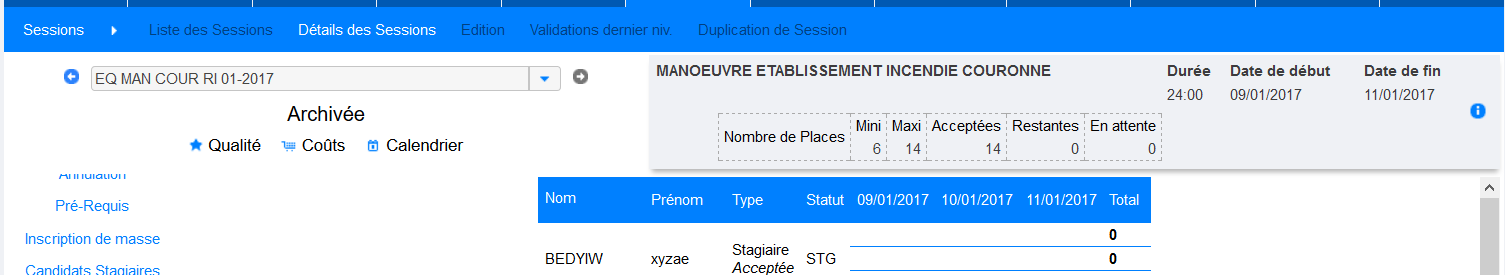 Sessions Liste des Sessions Détails des Sessions Edition Validations dernier niv. Duplication de Session
EQ MAN COUR RI 01-2017
Archivée
Qualité Coûts Calendrier
MANOEUVRE ETABLISSEMENT INCENDIE COURONNE
Durée Date de début Date de fin
24:00 09/01/2017 11/01/2017
Nombre de Places Mini Maxi Acceptées Restantes En attente
6 14 14 0 0
Annulation
Pré-Requis
Inscription de masse
Candidats Stagiaires
Nom Prénom Type Statut 09/01/2017 10/01/2017 11/01/2017 Total
0
BEDYIW xyzae Stagiaire STG 0
Acceptée